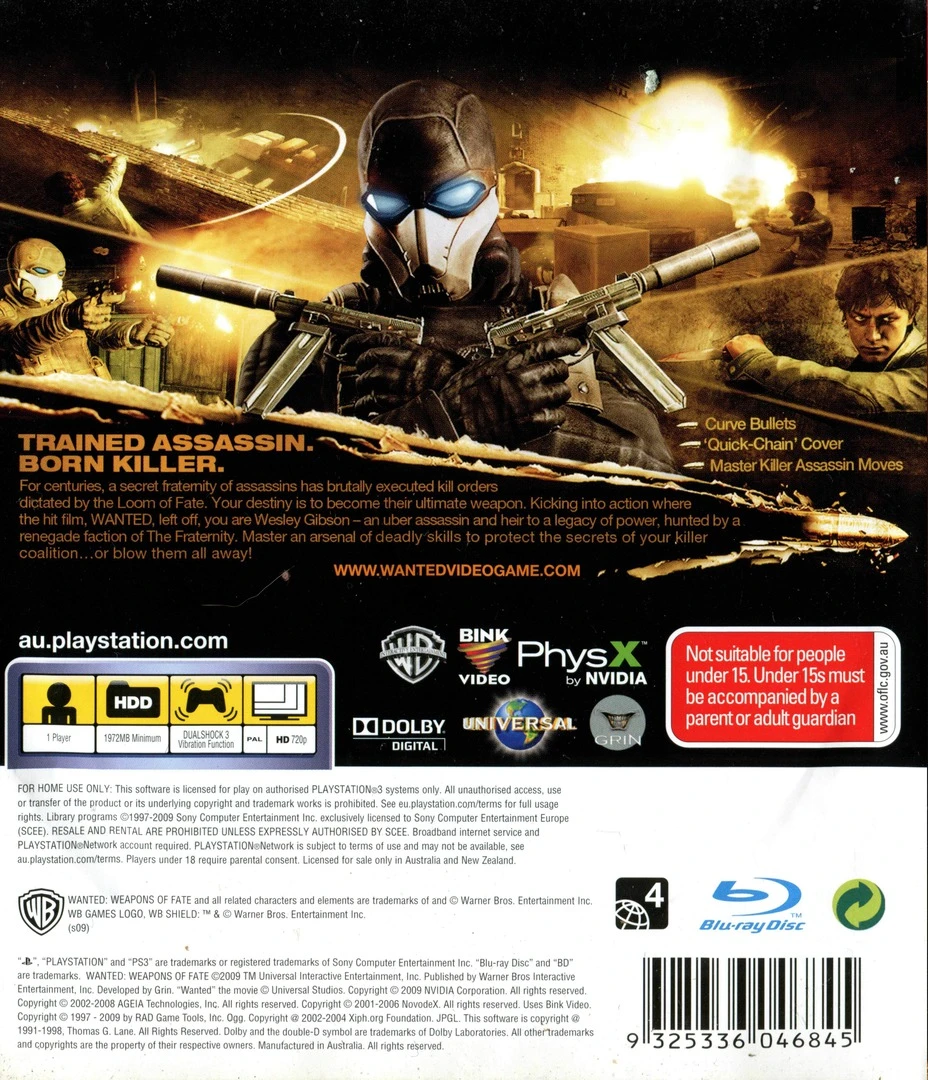 Curve Bullets
'Quick-Chain' Cover
Master Killer Assassin Moves
TRAINED ASSASSIN.
BORN KILLER.
For centuries, a secret fraternity of assassins has brutally executed kill orders
dictated by the Loom of Fate. Your destiny is to become their ultimate weapon. Kicking into action where
the hit film, WANTED, left off, you are Wesley Gibson – an uber assassin and heir to a legacy of power, hunted by a
renegade faction of The Fraternity. Master an arsenal of deadly skills to protect the secrets of your killer
coalition...or blow them all away!
WWW.WANTEDVIDEOGAME.COM
au.playstation.com
1 Player
HDD
1972MB Minimum
DUALSHOCK 3
Vibration Function
PAL
HD 720p
WB
INTERACTIVE ENTERTAINMENT
BINK
VIDEO
PhysX™
by NVIDIA
DOLBY
DIGITAL
UNIVERSAL
GRIN
Not suitable for people
under 15. Under 15s must
be accompanied by a
parent or adult guardian
www.oflc.gov.au
FOR HOME USE ONLY: This software is licensed for play on authorised PLAYSTATION®3 systems only. All unauthorised access, use
or transfer of the product or its underlying copyright and trademark works is prohibited. See eu.playstation.com/terms for full usage
rights. Library programs ©1997-2009 Sony Computer Entertainment Inc. exclusively licensed to Sony Computer Entertainment Europe
(SCEE). RESALE AND RENTAL ARE PROHIBITED UNLESS EXPRESSLY AUTHORISED BY SCEE. Broadband internet service and
PLAYSTATION®Network account required. PLAYSTATION®Network is subject to terms of use and may not be available, see
au.playstation.com/terms. Players under 18 require parental consent. Licensed for sale only in Australia and New Zealand.
WB
WANTED: WEAPONS OF FATE and all related characters and elements are trademarks of and © Warner Bros. Entertainment Inc.
WB GAMES LOGO, WB SHIELD: ™ & © Warner Bros. Entertainment Inc.
(s09)
4
Blu-ray Disc™
"PS", "PLAYSTATION" and "PS3" are trademarks or registered trademarks of Sony Computer Entertainment Inc. "Blu-ray Disc" and "BD"
are trademarks. WANTED: WEAPONS OF FATE ©2009 TM Universal Interactive Entertainment, Inc. Published by Warner Bros Interactive
Entertainment, Inc. Developed by Grin. "Wanted" the movie © Universal Studios. Copyright © 2009 NVIDIA Corporation. All rights reserved.
Copyright © 2002-2008 AGEIA Technologies, Inc. All rights reserved. Copyright © 2001-2006 NovodeX. All rights reserved. Uses Bink Video.
Copyright © 1997 - 2009 by RAD Game Tools, Inc. Ogg. Copyright @ 2002-2004 Xiph.org Foundation. JPGL. This software is copyright @
1991-1998, Thomas G. Lane. All Rights Reserved. Dolby and the double-D symbol are trademarks of Dolby Laboratories. All other trademarks
and copyrights are the property of their respective owners. Manufactured in Australia. All rights reserved.
9 325336 046845